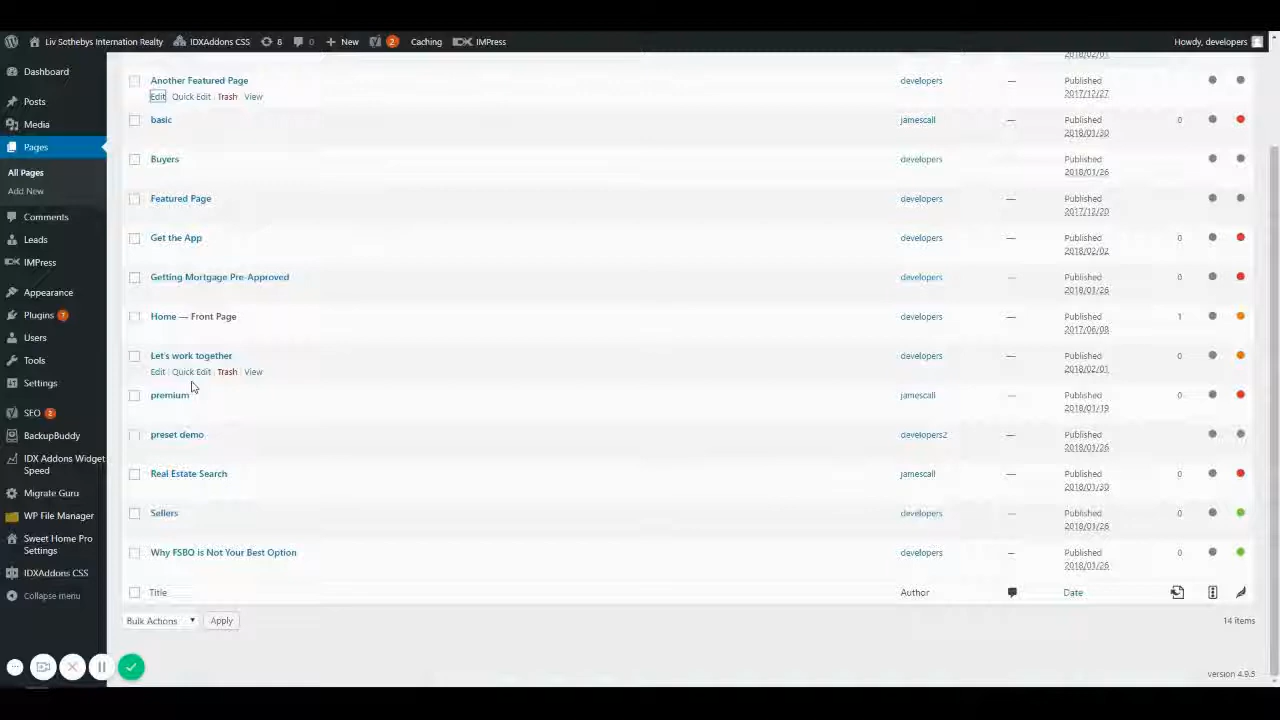 Liv Sothebys Internation Realty IDXAddons CSS 8 0 New 2 Caching IMPress Howdy, developers
Dashboard
Posts
Media
Pages
All Pages
Add New
Comments
Leads
IMPress
Appearance
Plugins 7
Users
Tools
Settings
SEO 2
BackupBuddy
IDX Addons Widget
Speed
Migrate Guru
WP File Manager
Sweet Home Pro
Settings
IDXAddons CSS
Collapse menu
2018/02/01
Another Featured Page developers — Published
Edit | Quick Edit | Trash | View 2017/12/27
basic jamescall — Published 0
2018/01/30
Buyers developers — Published
2018/01/26
Featured Page developers — Published
2017/12/20
Get the App developers — Published 0
2018/02/02
Getting Mortgage Pre-Approved developers — Published 0
2018/01/26
Home — Front Page developers — Published 1
2017/06/08
Let's work together developers — Published 0
Edit | Quick Edit | Trash | View 2018/02/01
premium jamescall — Published 0
2018/01/19
preset demo developers2 — Published
2018/01/26
Real Estate Search jamescall — Published 0
2018/01/30
Sellers developers — Published 0
2018/01/26
Why FSBO is Not Your Best Option developers — Published 0
2018/01/26
Title Author Date
Bulk Actions Apply 14 items
version 4.9.5